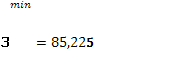 min
3 = 85,225